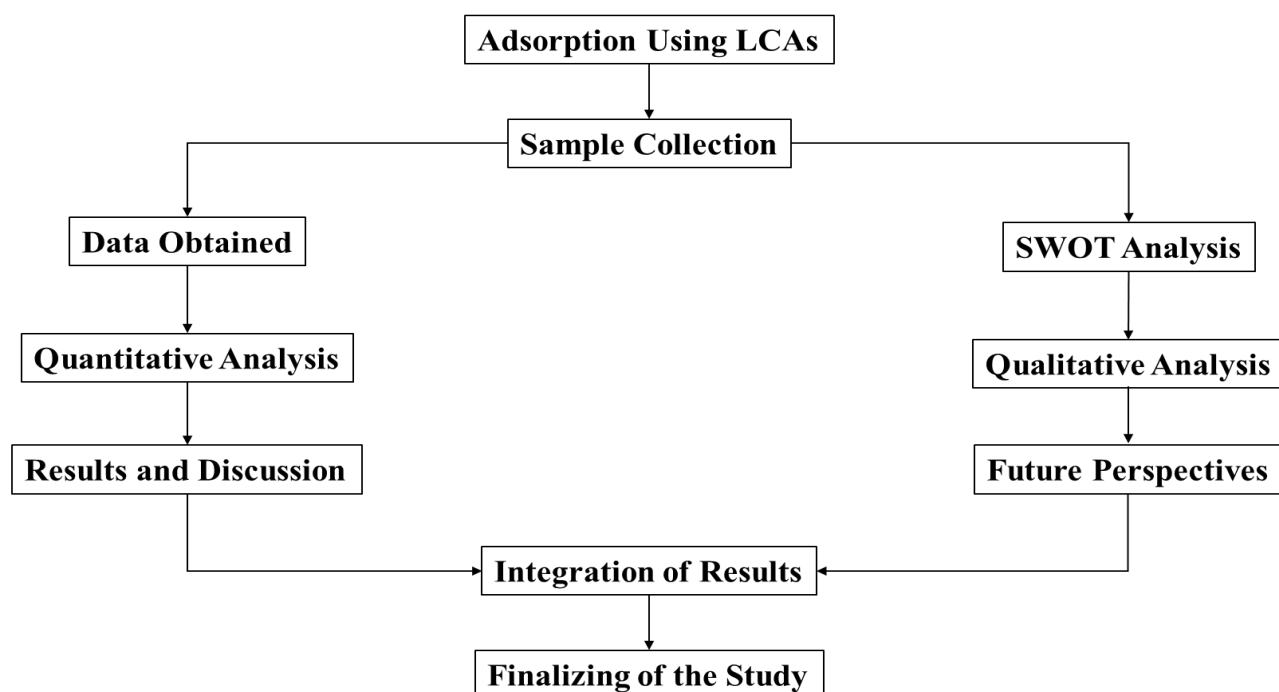 Adsorption Using LCAs
Sample Collection
Data Obtained
SWOT Analysis
Quantitative Analysis
Qualitative Analysis
Results and Discussion
Future Perspectives
Integration of Results
Finalizing of the Study